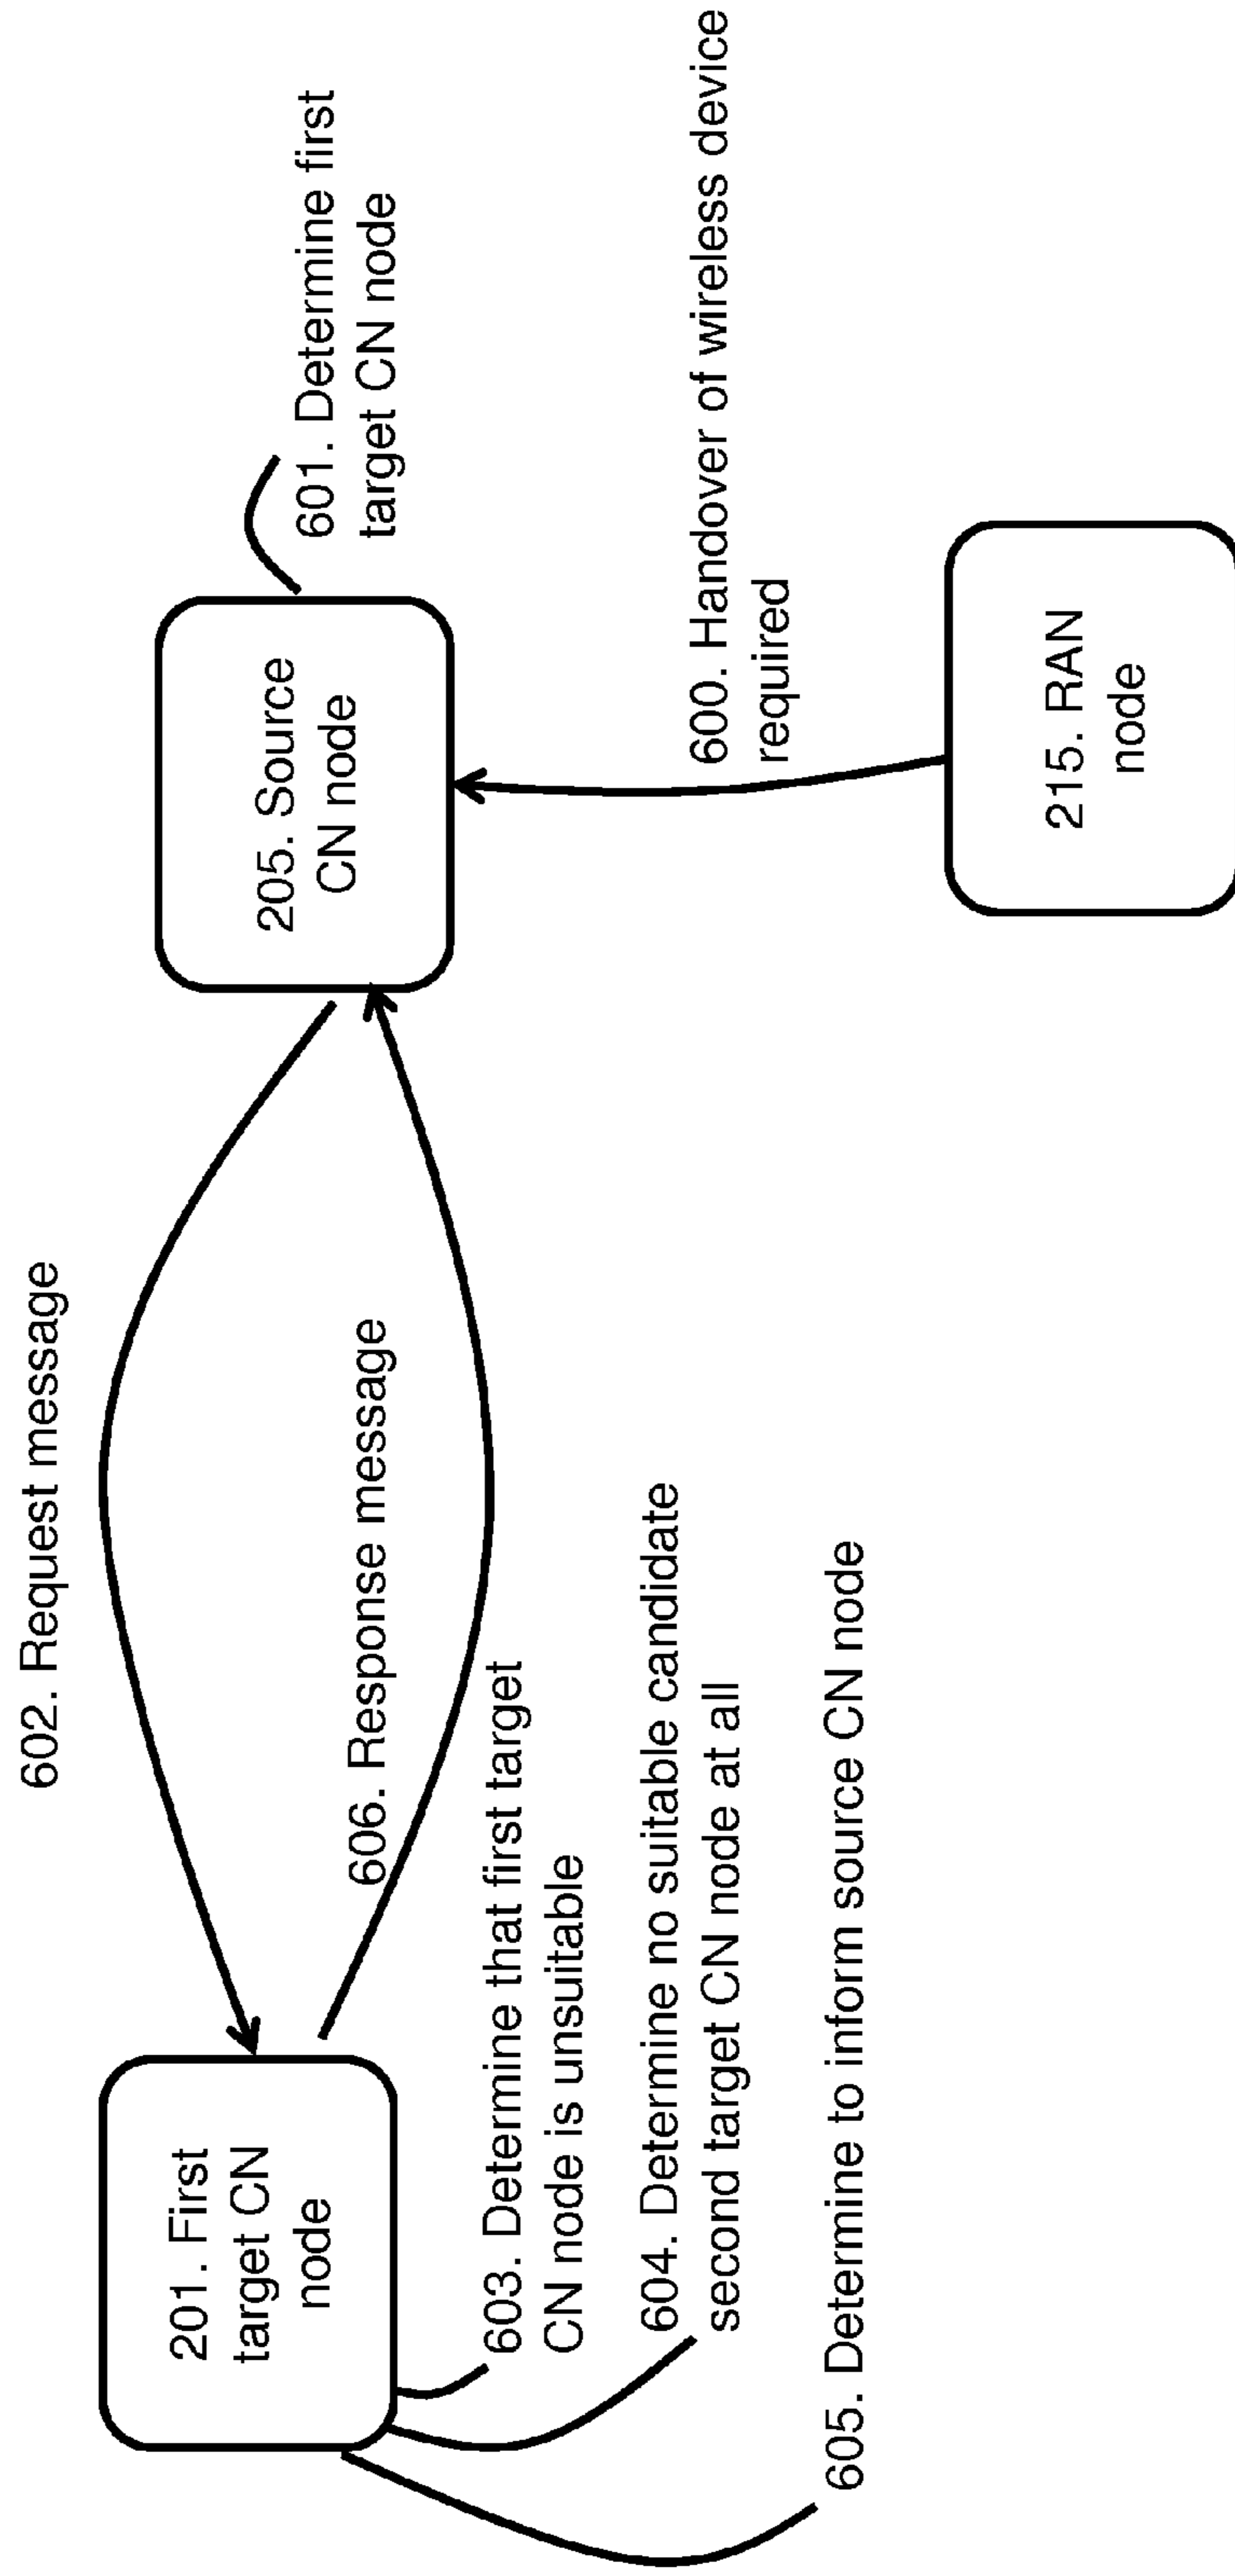 602. Request message
201. First
target CN
node
205. Source
CN node
601. Determine first
target CN node
606. Response message
603. Determine that first target
CN node is unsuitable
604. Determine no suitable candidate
second target CN node at all
605. Determine to inform source CN node
600. Handover of wireless device
required
215. RAN
node